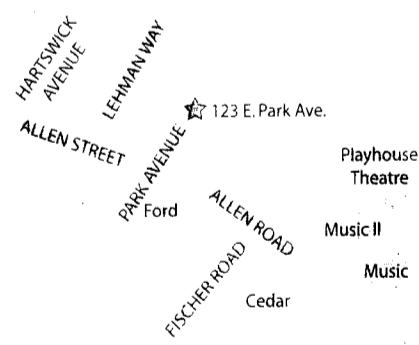 HARTSWICK
AVENUE
LEHMAN WAY
ALLEN STREET
PARK AVENUE
123 E. Park Ave.
Playhouse
Theatre
Ford
ALLEN ROAD
Music II
FISCHER ROAD
Music
Cedar